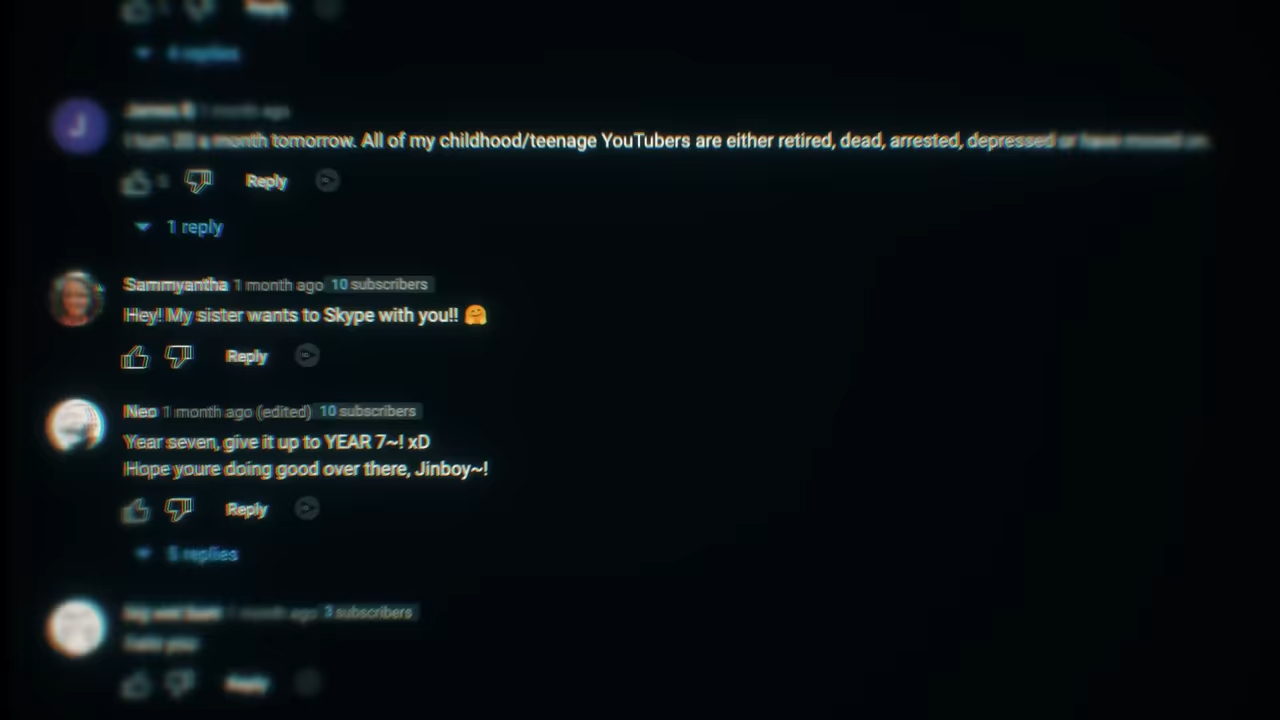 Reply
4 replies
James R 1 month ago
I turn 20 a month tomorrow. All of my childhood/teenage YouTubers are either retired, dead, arrested, depressed or have moved on.
Reply
1 reply
Sammyantha 1 month ago 10 subscribers
Hey! My sister wants to Skype with you!! 🤗
Reply
Neo 1 month ago (edited) 10 subscribers
Year seven, give it up to YEAR 7~! xD
Hope youre doing good over there, Jinboy~!
Reply
5 replies
1 month ago 3 subscribers
Reply